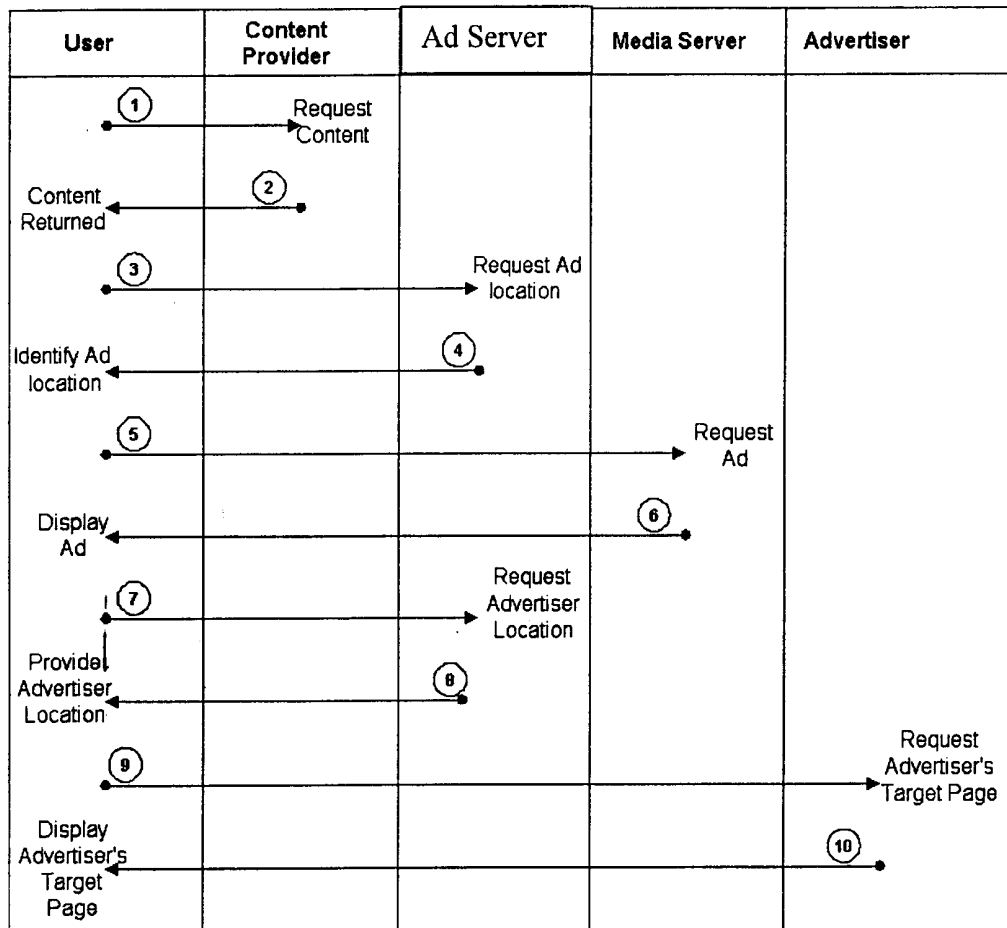 User
Content
Provider
Ad Server
Media Server
Advertiser
1
Request
Content
2
Content
Returned
3
Request Ad
location
4
Identify Ad
location
5
Request
Ad
6
Display
Ad
7
Request
Advertiser
Location
8
Provider
Advertiser
Location
9
Request
Advertiser's
Target Page
10
Display
Advertiser's
Target
Page